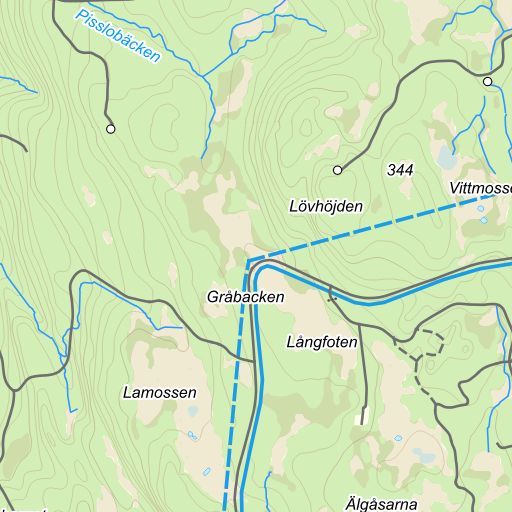 Pisslobäcken
344
Vittmosse
Lövhöjden
Gråbacken
Långfoten
Lamossen
Älgåsarna